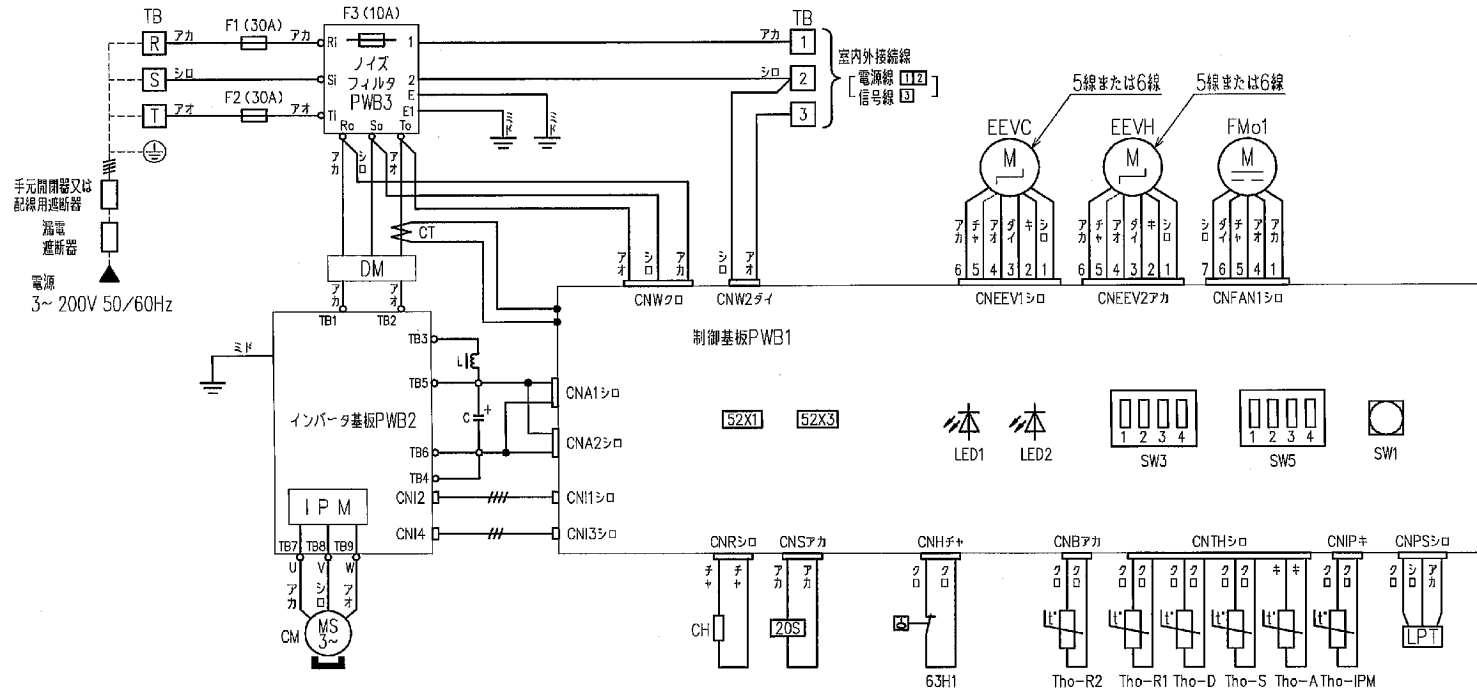 TB
F1(30A)
F3(10A)
TB
R
アカ
アカ
Ri
1
アカ
1
S
シロ
Si
ノイズ
フィルタ
PWB3
2
シロ
2
T
アオ
F2(30A)
アオ
Ti
E
E1
3
Ro
So
To
ミド
室内外接続線
電源線 1 2
信号線 3
5線または6線
5線または6線
EEVC
EEVH
FMo1
M
M
M
手元開閉器又は
配線用遮断器
漏電
遮断器
電源
3~ 200V 50/60Hz
アカ
シロ
アオ
CT
DM
アカ
アオ
アオ
シロ
アカ
シロ
アオ
アカ
チャ
アオ
ダイ
キ
シロ
6
5
4
3
2
1
アカ
チャ
アオ
ダイ
キ
シロ
6
5
4
3
2
1
シロ
ダイ
チャ
アオ
アカ
7
6
5
4
1
CNWクロ
CNW2ダイ
CNEEV1シロ
CNEEV2アカ
CNFAN1シロ
TB1
TB2
TB3
ミド
L
TB5
制御基板PWB1
CNA1シロ
インバータ基板PWB2
C
+
CNA2シロ
TB6
TB4
52X1
52X3
LED1
LED2
1
2
3
4
SW3
1
2
3
4
SW5
SW1
IPM
CNI2
CNI1シロ
CNI4
CNI3シロ
TB7
TB8
TB9
U
V
W
アカ
シロ
アオ
CM
MS
3~
CNRシロ
CNSアカ
CNHチャ
CNBアカ
CNTHシロ
CNIPキ
CNPSシロ
チャ
チャ
アカ
アカ
クロ
クロ
クロ
クロ
クロ
クロ
クロ
クロ
クロ
クロ
キ
キ
クロ
クロ
クロ
シロ
アカ
CH
20S
t°
t°
t°
t°
t°
t°
LPT
63H1
Tho-R2
Tho-R1
Tho-D
Tho-S
Tho-A
Tho-IPM